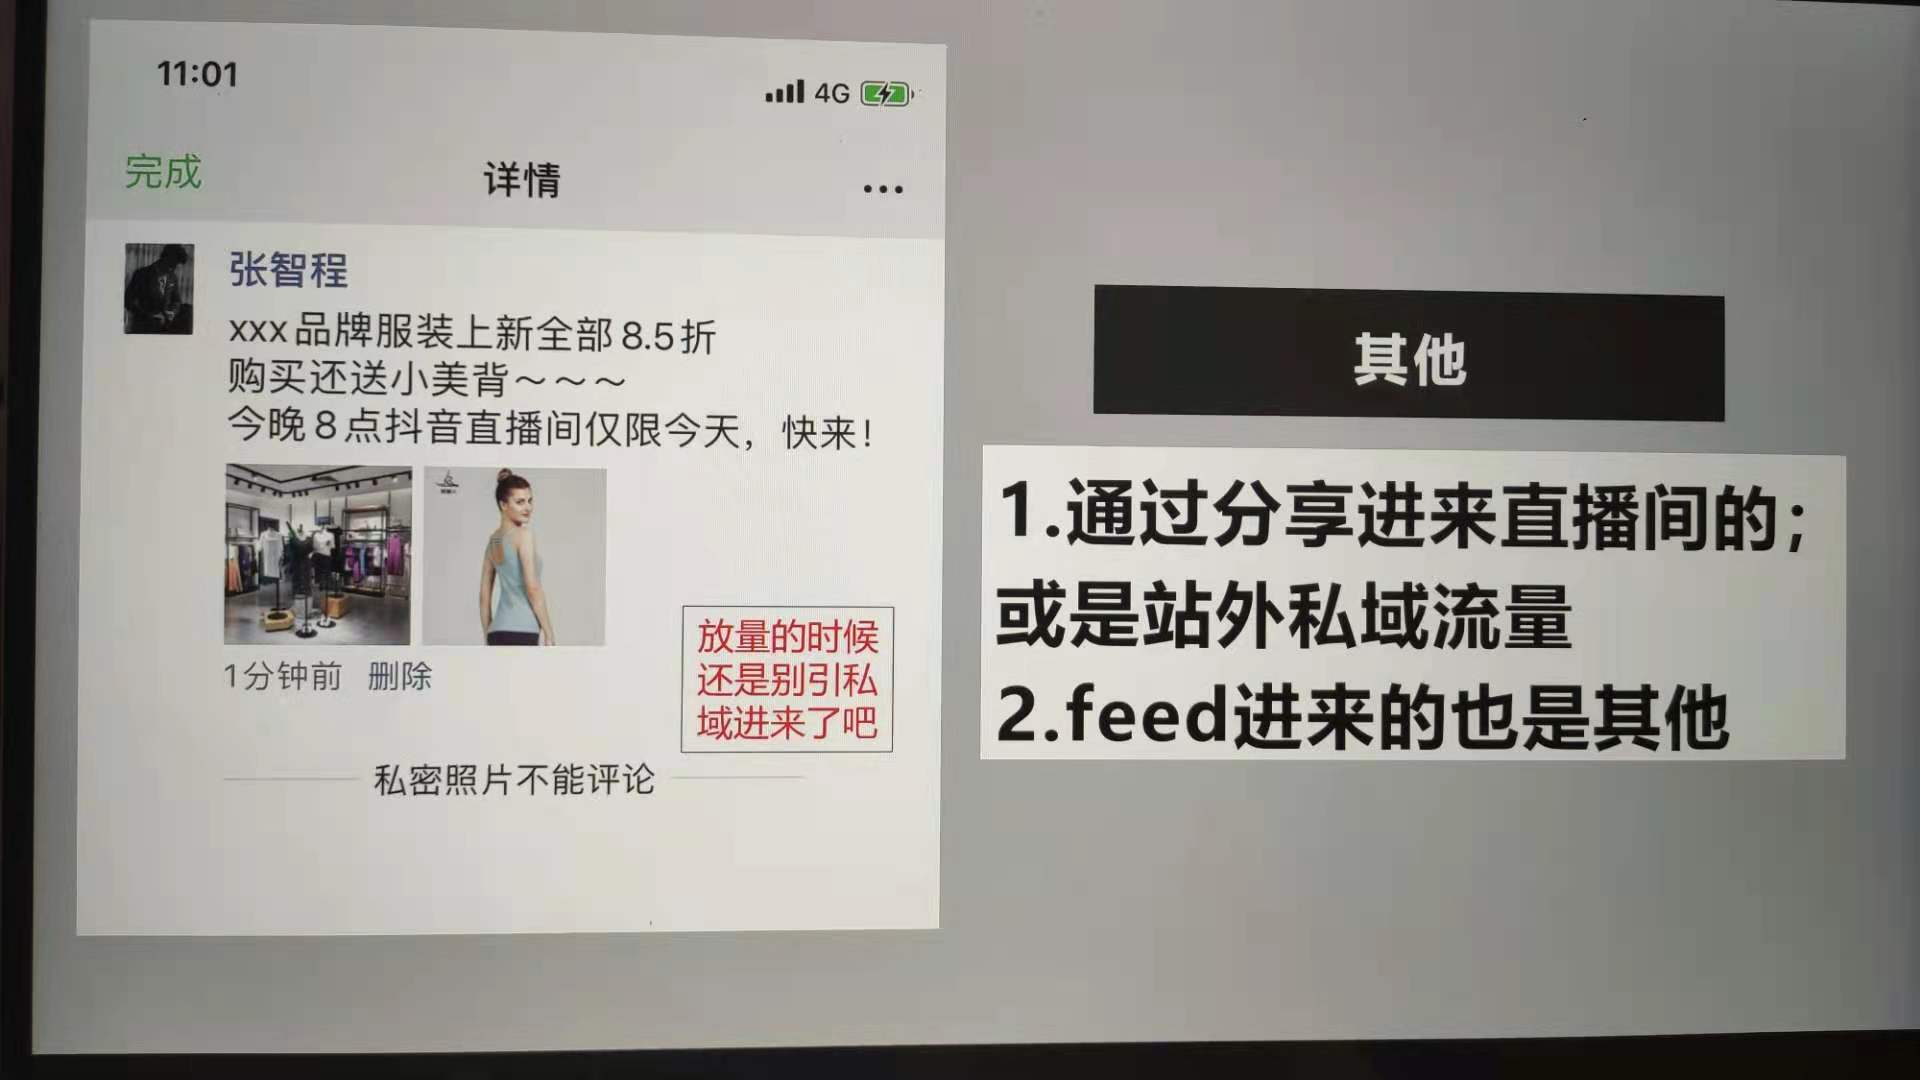 11:01
4G
完成
详情
...
张智程
xxx品牌服装上新全部8.5折
购买还送小美背~~~
今晚8点抖音直播间仅限今天，快来！
1分钟前 删除
放量的时候
还是别引私
域进来了吧
私密照片不能评论
其他
1.通过分享进来直播间的；
或是站外私域流量
2.feed进来的也是其他